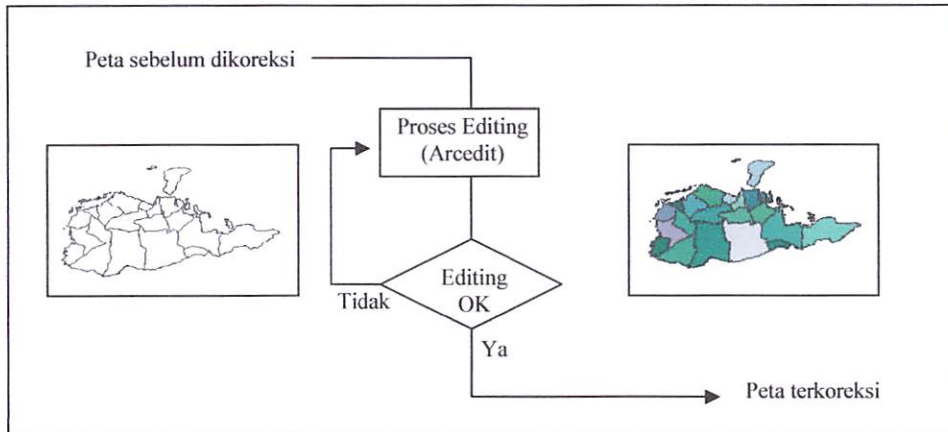 Peta sebelum dikoreksi
Proses Editing
(Arcedit)
Editing
OK
Tidak
Ya
Peta terkoreksi